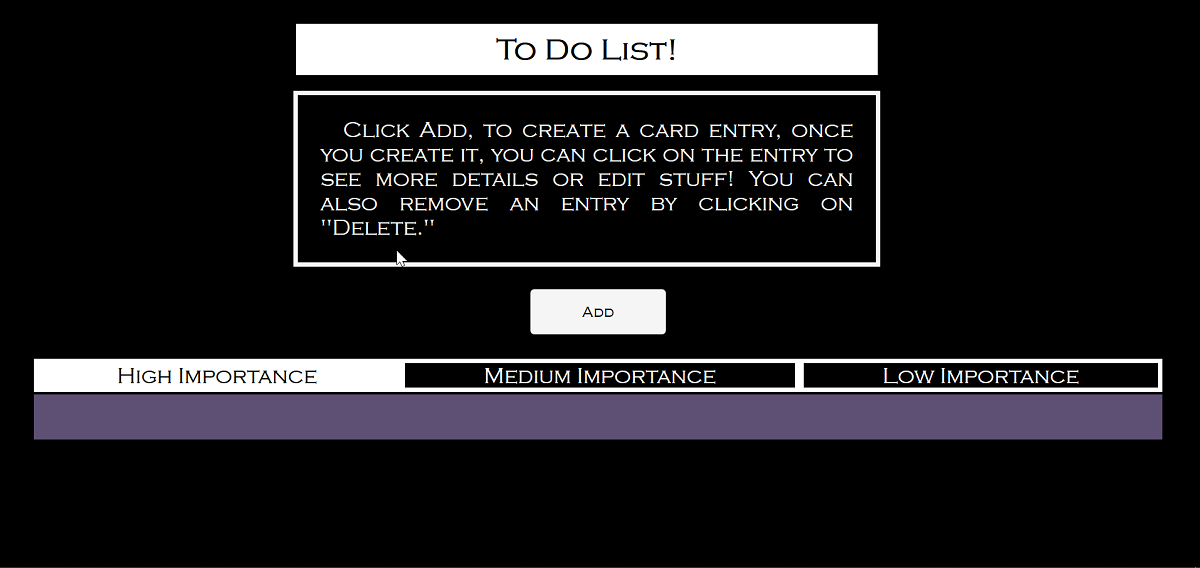 To Do List!
Click Add, to create a card entry, once
you create it, you can click on the entry to
see more details or edit stuff! You can
also remove an entry by clicking on
"Delete."
Add
High Importance
Medium Importance
Low Importance